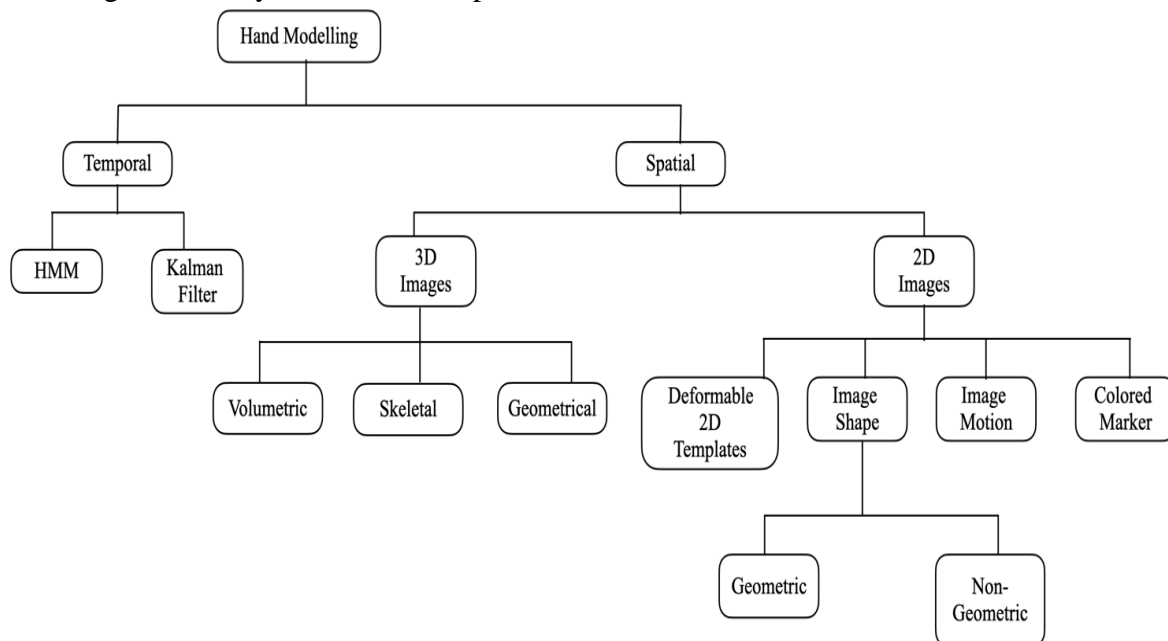 Hand Modelling
Temporal
Spatial
HMM
Kalman
Filter
3D
Images
2D
Images
Volumetric
Skeletal
Geometrical
Deformable
2D
Templates
Image
Shape
Image
Motion
Colored
Marker
Geometric
Non-
Geometric